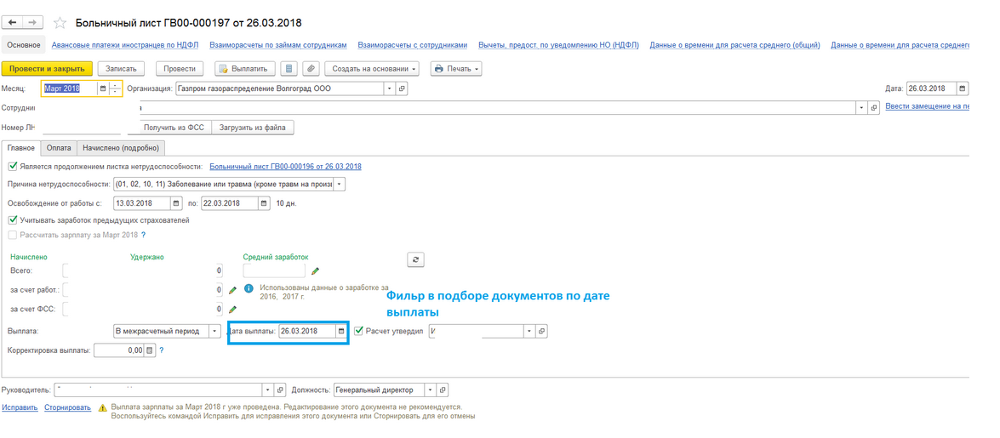 Больничный лист ГВ00-000197 от 26.03.2018
Основное Авансовые платежи иностранцев по НДФЛ Взаиморасчеты по займам сотрудникам Взаиморасчеты с сотрудниками Вычеты, предост. по уведомлению НО (НДФЛ) Данные о времени для расчета среднего (общий) Данные о времени для расчета среднего
Провести и закрыть Записать Провести Выплатить Создать на основании Печать
Месяц: Март 2018 Организация: Газпром газораспределение Волгоград ООО Дата: 26.03.2018
Сотрудни а Ввести замещение на пе
Номер ЛН Получить из ФСС Загрузить из файла
Главное Оплата Начислено (подробно)
Является продолжением листка нетрудоспособности: Больничный лист ГВ00-000196 от 26.03.2018
Причина нетрудоспособности: (01, 02, 10, 11) Заболевание или травма (кроме травм на произв
Освобождение от работы с: 13.03.2018 по: 22.03.2018 10 дн.
Учитывать заработок предыдущих страхователей
Рассчитать зарплату за Март 2018 ?
Начислено Удержано Средний заработок
Всего: 0
за счет работ.: 0 Использованы данные о заработке за
2016, 2017 г.
за счет ФСС: 0
Фильр в подборе документов по дате
выплаты
Выплата: В межрасчетный период Дата выплаты: 26.03.2018 Расчет утвердил
Корректировка выплаты: 0,00 ?
Руководитель: Должность: Генеральный директор
Исправить Сторнировать Выплата зарплаты за Март 2018 г уже проведена. Редактирование этого документа не рекомендуется.
Воспользуйтесь командой Исправить для исправления этого документа или Сторнировать для его отмены